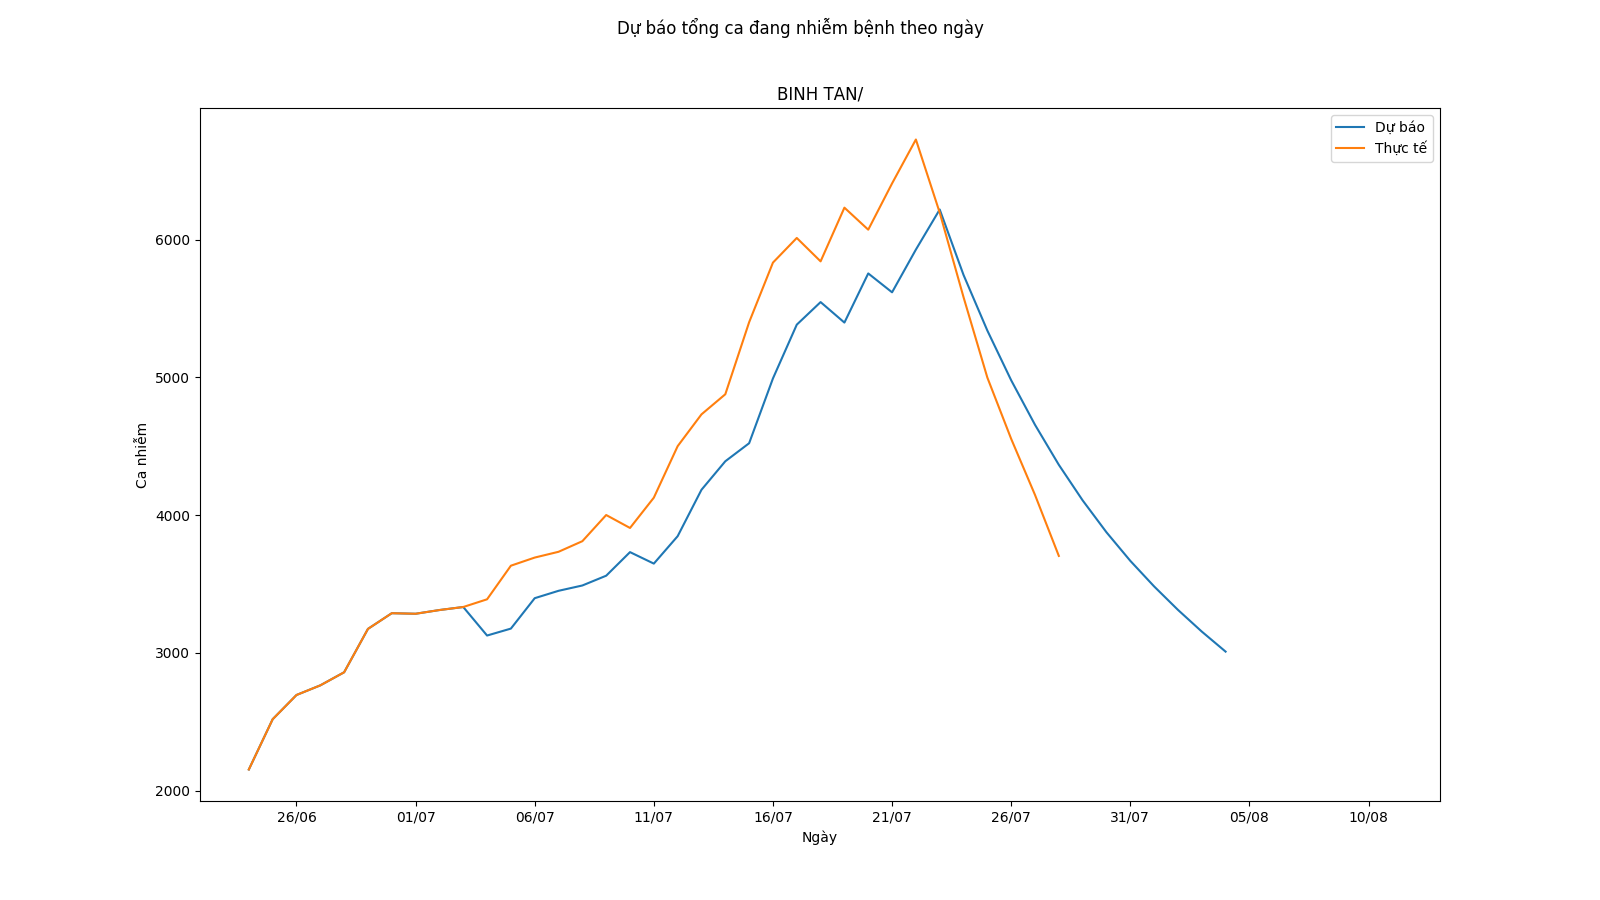 Dự báo tổng ca đang nhiễm bệnh theo ngày
BINH TAN/
Dự báo
Thực tế
6000
5000
4000
3000
2000
Ca nhiễm
26/06 01/07 06/07 11/07 16/07 21/07 26/07 31/07 05/08 10/08
Ngày